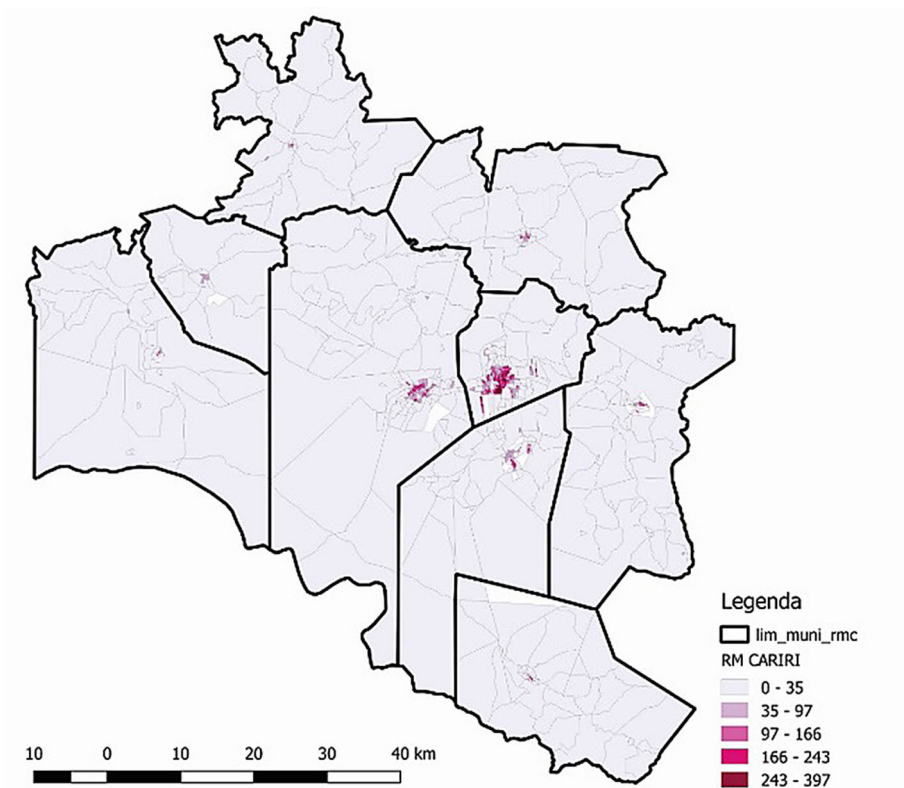 Legenda
lim_muni_rmc
RM CARIRI
0 - 35
35 - 97
97 - 166
166 - 243
243 - 397
10 0 10 20 30 40 km